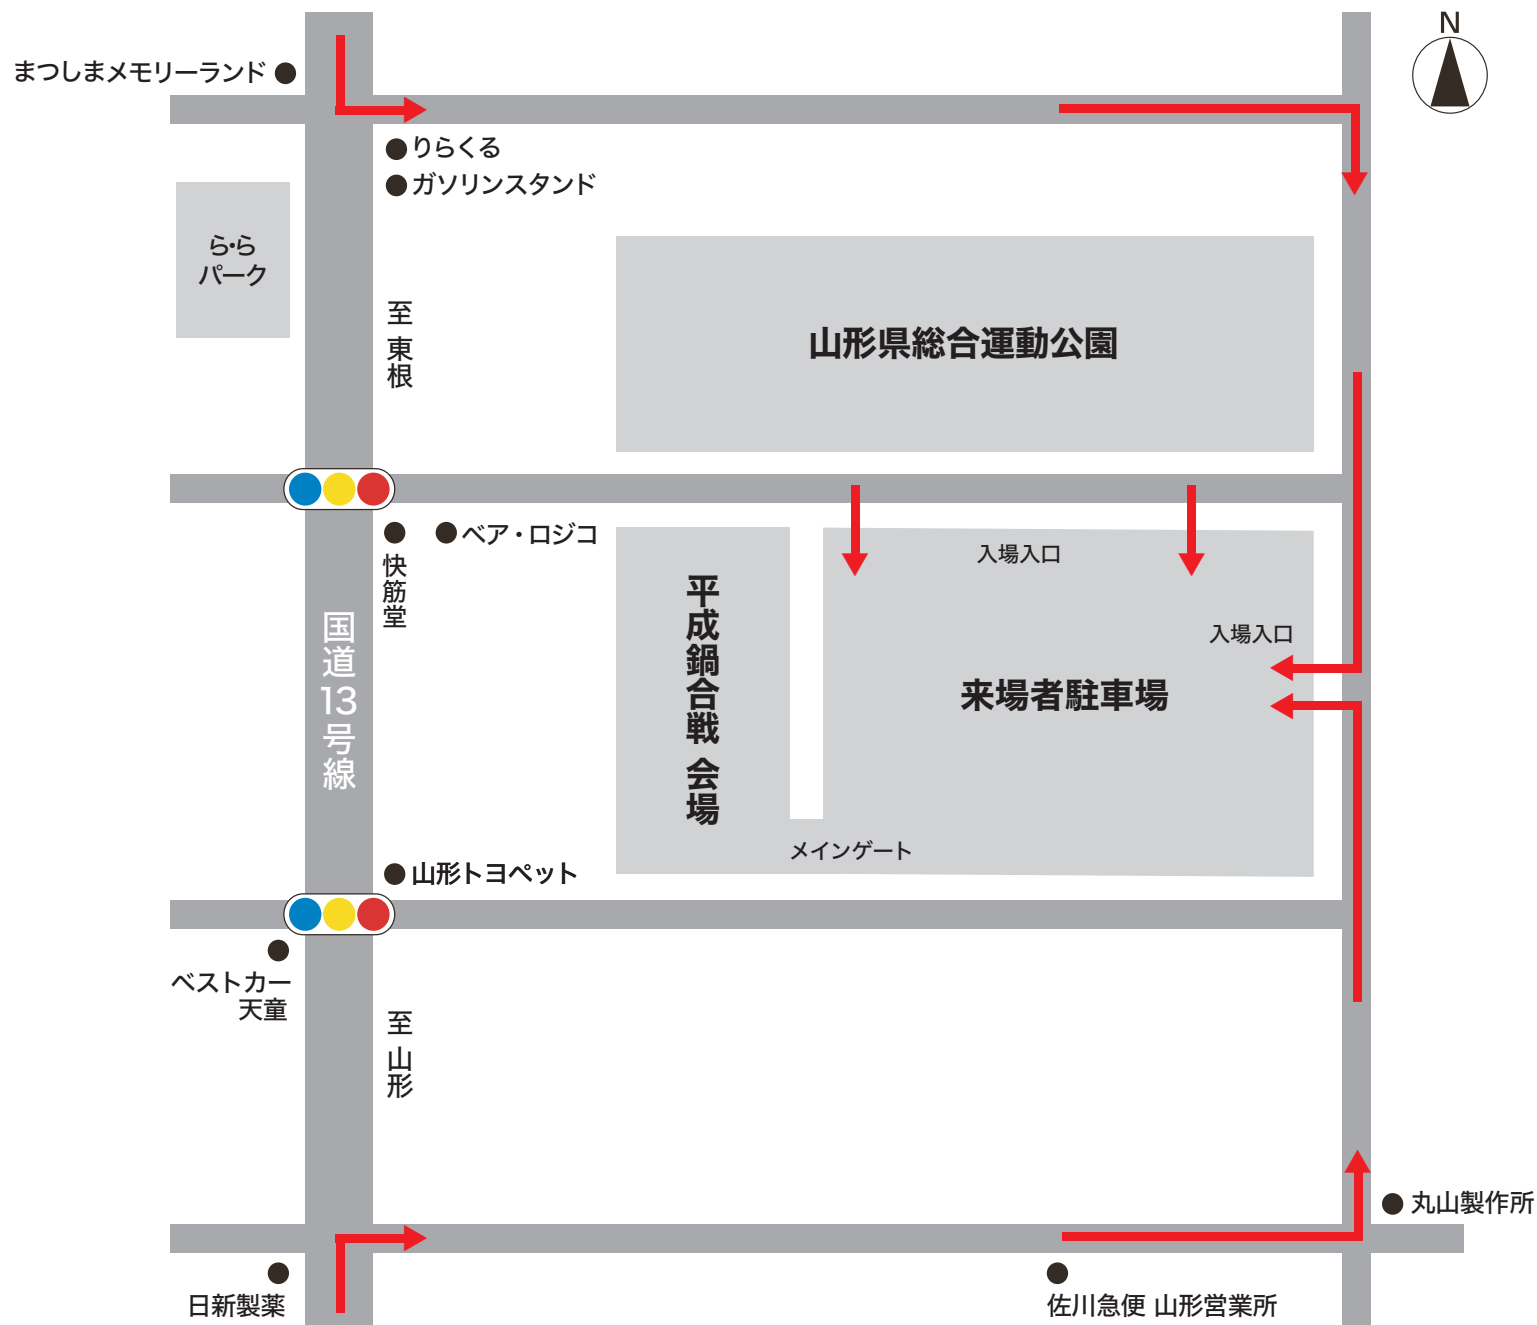 N
まつしまメモリーランド
りらくる
ガソリンスタンド
ら・ら
パーク
至 東根
山形県総合運動公園
ベア・ロジコ
快筋堂
入場入口
平成鍋合戦 会場
国道13号線
入場入口
来場者駐車場
メインゲート
山形トヨペット
ベストカー
天童
至 山形
丸山製作所
日新製薬
佐川急便 山形営業所